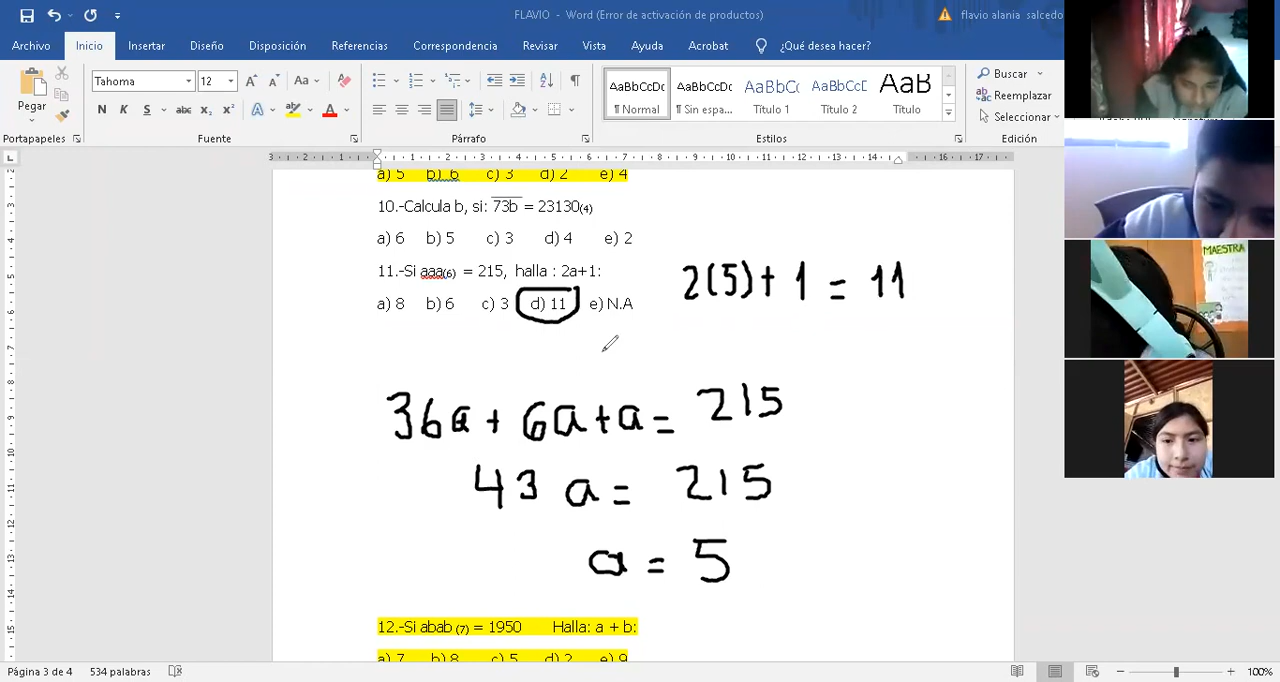 FLAVIO - Word (Error de activación de productos)
flavio alania salcedo
Archivo Inicio Insertar Diseño Disposición Referencias Correspondencia Revisar Vista Ayuda Acrobat ¿Qué desea hacer?
Pegar
Tahoma 12
N K S abc x₂ x²
AaBbCcDc AaBbCcDc AaBbCc AaBbCcE AaB
¶ Normal ¶ Sin espa... Título 1 Título 2 Título
Buscar
Reemplazar
Seleccionar
Portapapeles Fuente Párrafo Estilos Edición
a) 5 b) 6 c) 3 d) 2 e) 4
10.-Calcula b, si: 73b = 23130(4)
a) 6 b) 5 c) 3 d) 4 e) 2
11.-Si aaa(6) = 215, halla : 2a+1:
a) 8 b) 6 c) 3 d) 11 e) N.A
2(5)+1 = 11
36a + 6a + a = 215
43 a = 215
a = 5
12.-Si abab (7) = 1950 Halla: a + b:
a) 7 b) 8 c) 5 d) 2 e) 9
MAESTRA
Página 3 de 4 534 palabras 100%